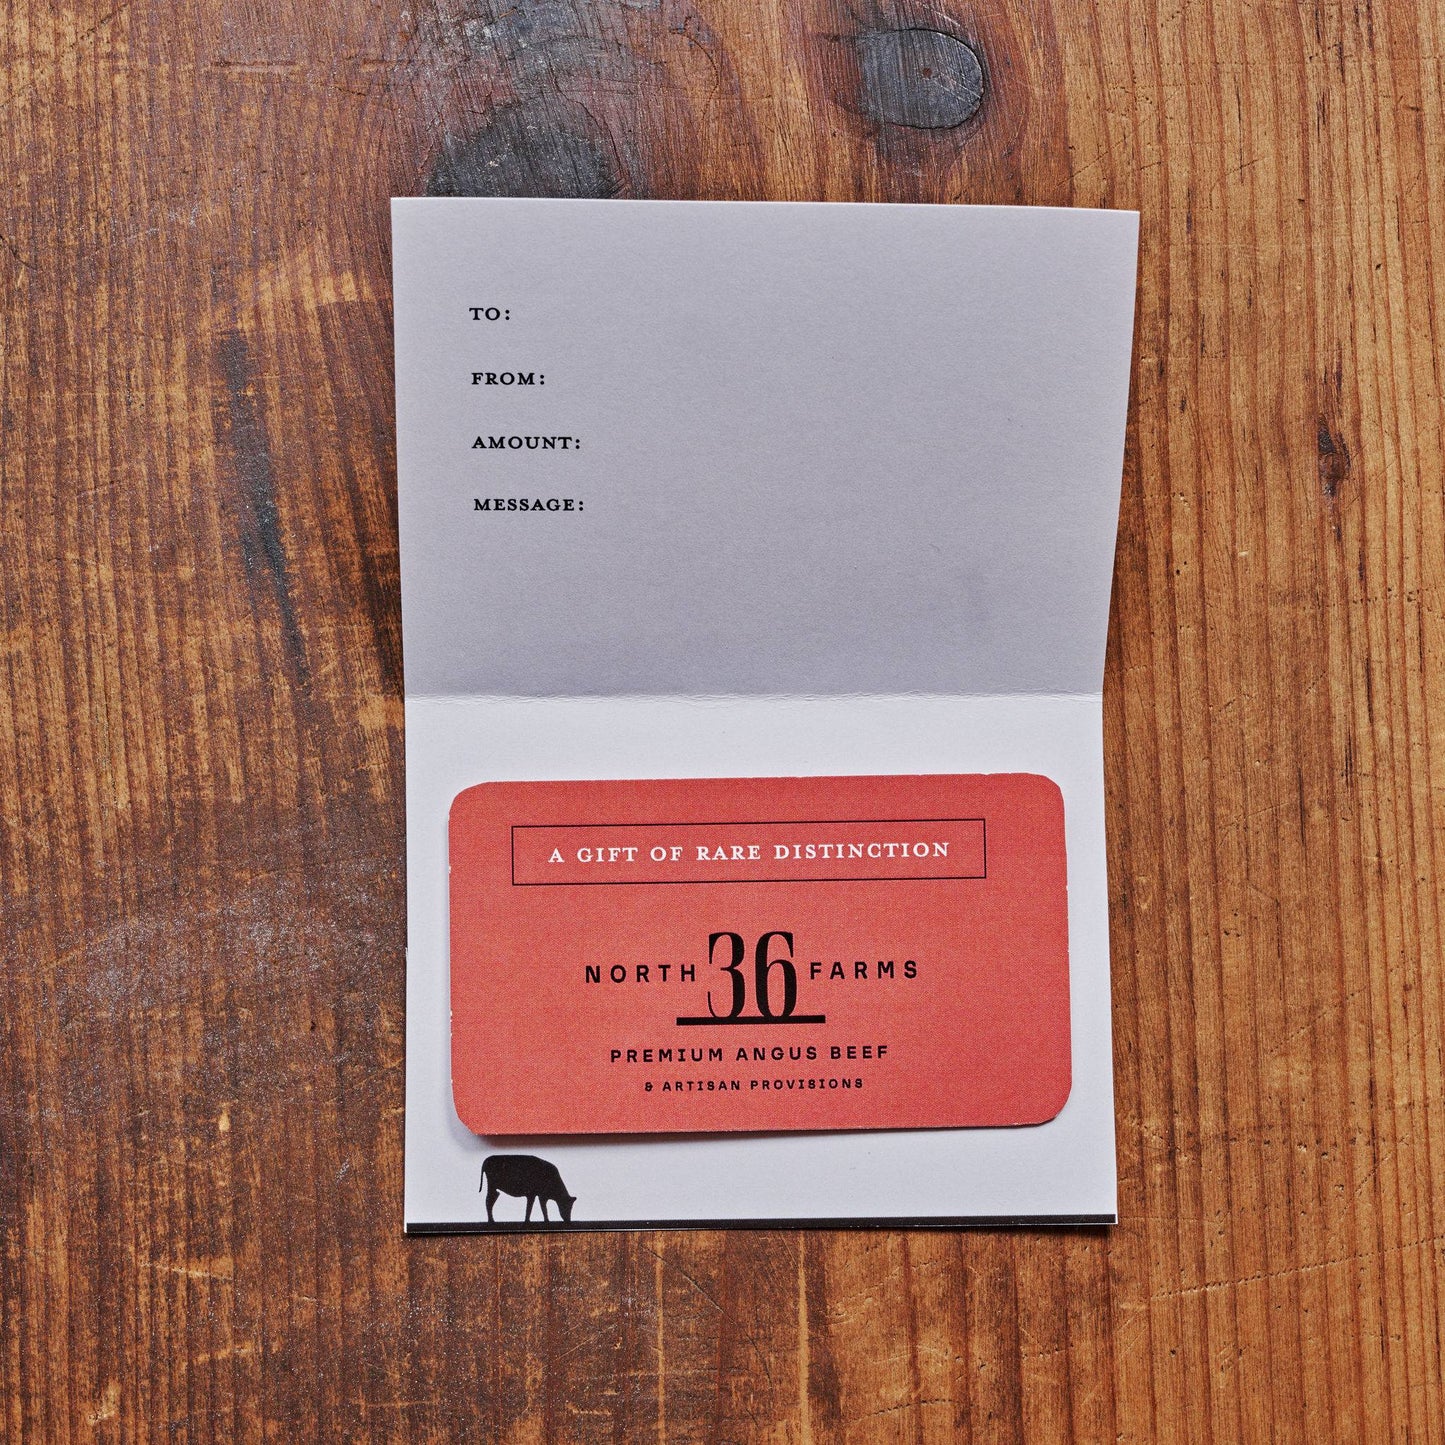 TO:
FROM:
AMOUNT:
MESSAGE:
A GIFT OF RARE DISTINCTION
NORTH 36 FARMS
PREMIUM ANGUS BEEF
& ARTISAN PROVISIONS